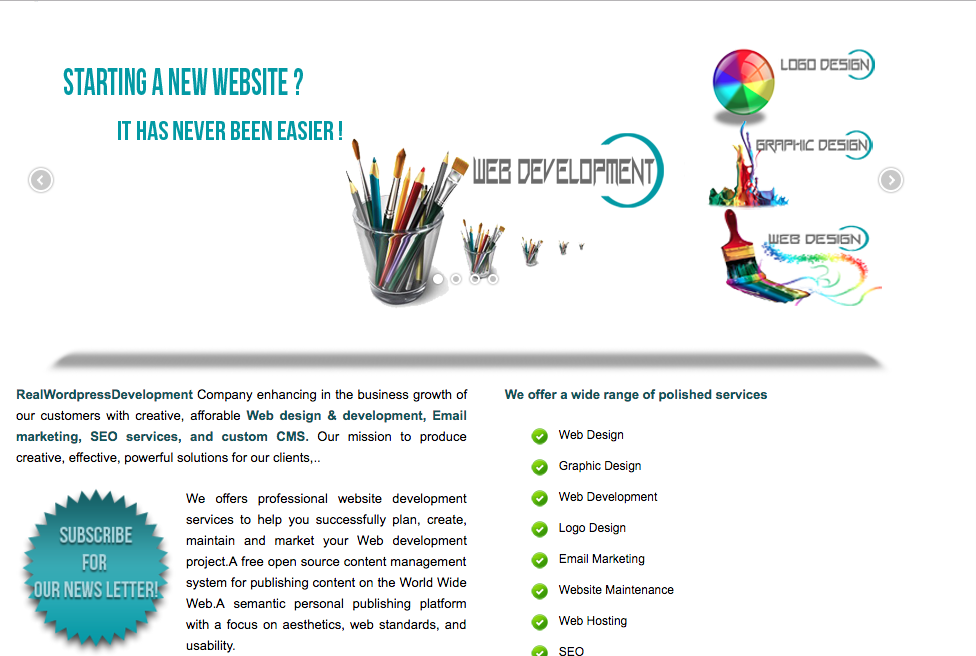 STARTING A NEW WEBSITE ?
IT HAS NEVER BEEN EASIER !
WEB DEVELOPMENT
LOGO DESIGN
GRAPHIC DESIGN
WEB DESIGN
RealWordpressDevelopment Company enhancing in the business growth of
our customers with creative, afforable Web design & development, Email
marketing, SEO services, and custom CMS. Our mission to produce
creative, effective, powerful solutions for our clients,..
SUBSCRIBE
FOR
OUR NEWS LETTER!
We offers professional website development
services to help you successfully plan, create,
maintain and market your Web development
project.A free open source content management
system for publishing content on the World Wide
Web.A semantic personal publishing platform
with a focus on aesthetics, web standards, and
usability.
We offer a wide range of polished services
Web Design
Graphic Design
Web Development
Logo Design
Email Marketing
Website Maintenance
Web Hosting
SEO